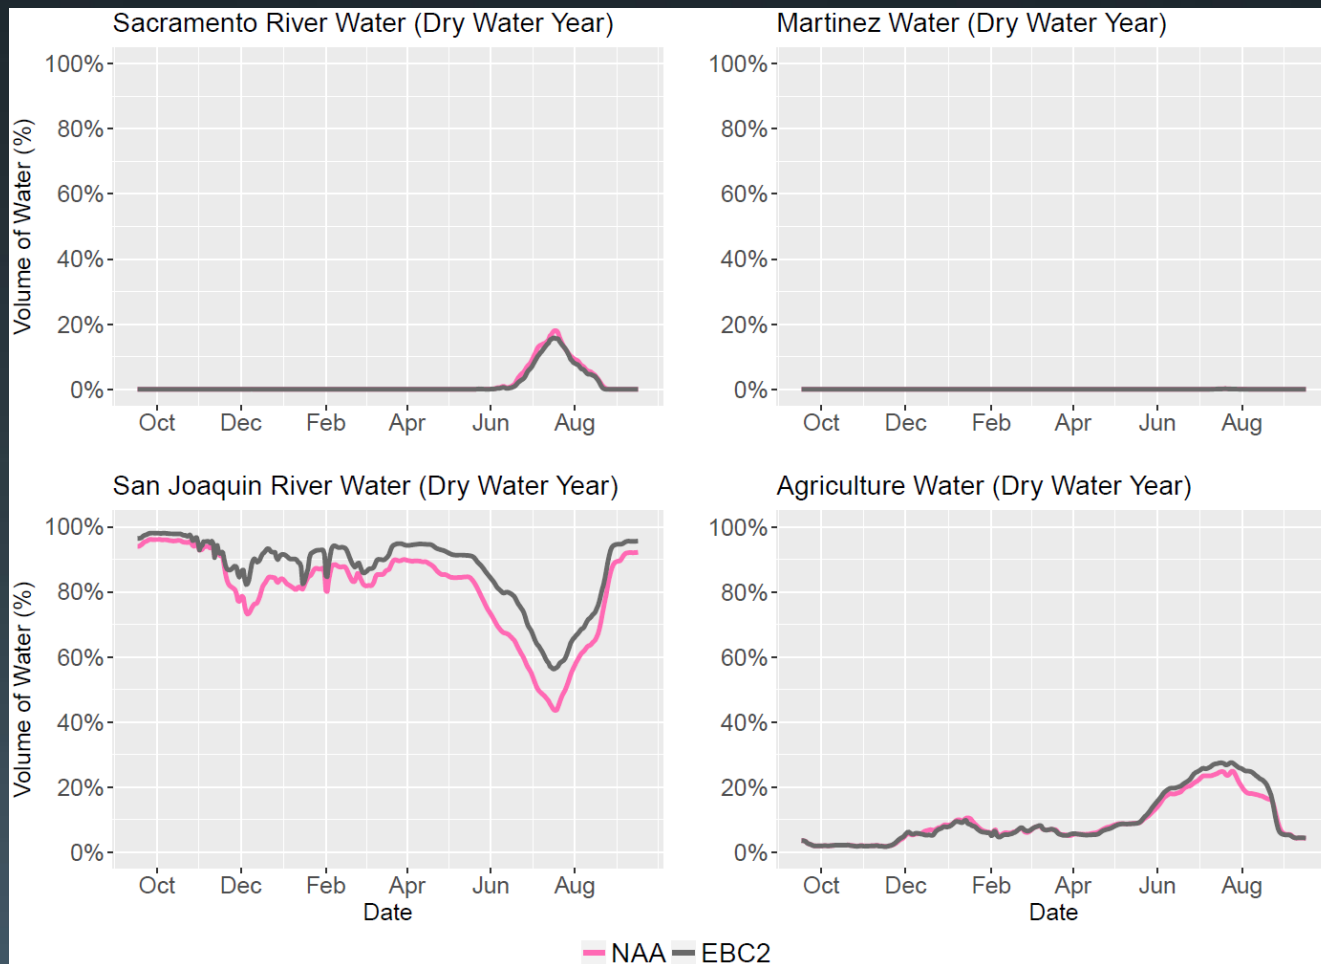 Sacramento River Water (Dry Water Year)
Martinez Water (Dry Water Year)
Volume of Water (%)
100%
80%
60%
40%
20%
0%
Oct Dec Feb Apr Jun Aug
100%
80%
60%
40%
20%
0%
Oct Dec Feb Apr Jun Aug
San Joaquin River Water (Dry Water Year)
Agriculture Water (Dry Water Year)
Volume of Water (%)
100%
80%
60%
40%
20%
0%
Oct Dec Feb Apr Jun Aug
Date
100%
80%
60%
40%
20%
0%
Oct Dec Feb Apr Jun Aug
Date
NAA EBC2